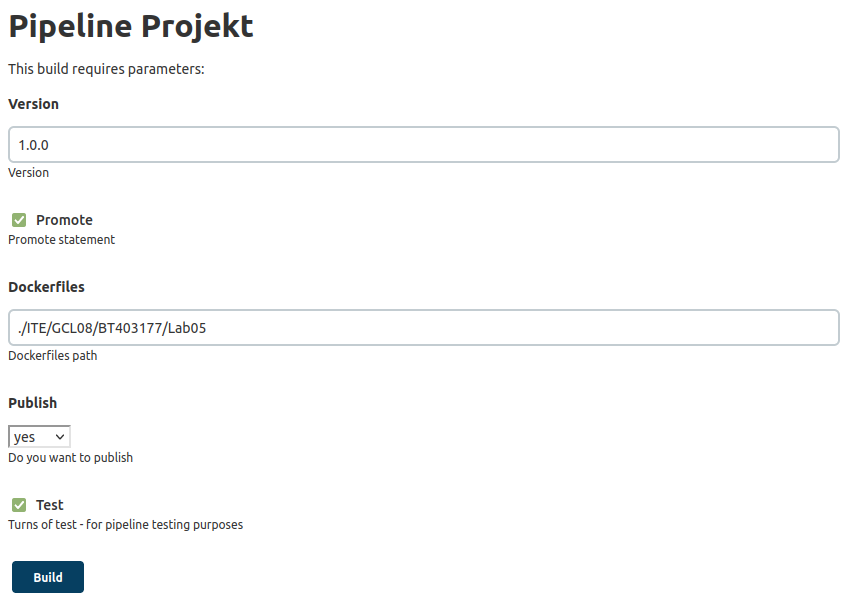 Pipeline Projekt
This build requires parameters:
Version
1.0.0
Version
Promote
Promote statement
Dockerfiles
./ITE/GCL08/BT403177/Lab05
Dockerfiles path
Publish
yes
Do you want to publish
Test
Turns of test - for pipeline testing purposes
Build